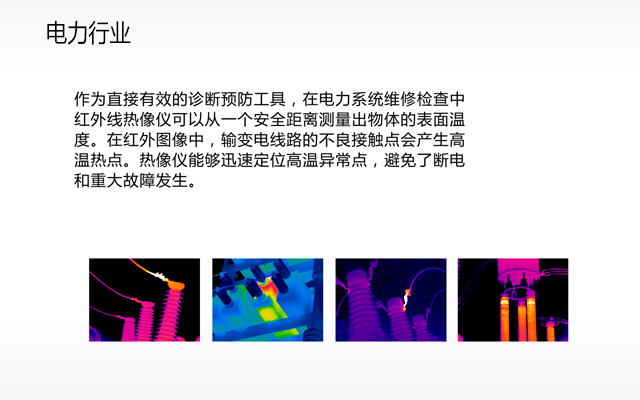 电力行业
作为直接有效的诊断预防工具，在电力系统维修检查中
红外线热像仪可以从一个安全距离测量出物体的表面温
度。在红外图像中，输变电线路的不良接触点会产生高
温热点。热像仪能够迅速定位高温异常点，避免了断电
和重大故障发生。